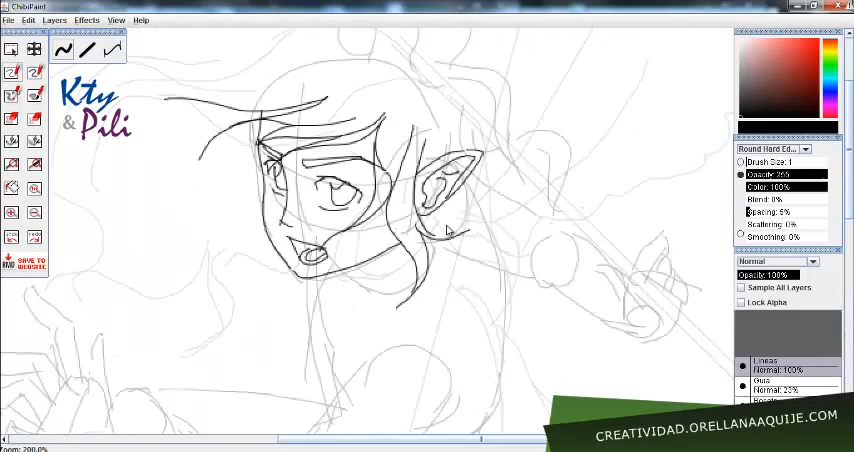 ChibiPaint
File Edit Layers Effects View Help
Kty
& Pili
SAVE TO
WEBSITE
Round Hard Ed...
Brush Size: 1
Opacity: 255
Color: 100%
Blend: 0%
Spacing: 5%
Scattering: 0%
Smoothing: 0%
Normal
Opacity: 100%
Sample All Layers
Lock Alpha
Lineas
Normal: 100%
Guia
Normal: 23%
CREATIVIDAD.ORELLANAAQUIJE.COM
Zoom: 200.0%